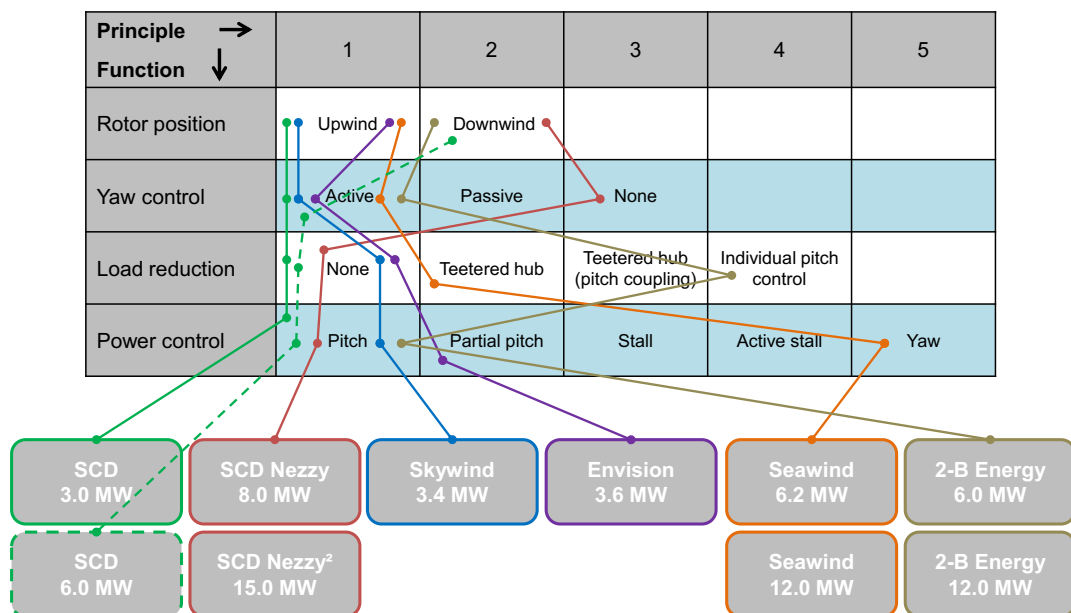 Principle
Function
1
2
3
4
5
Rotor position
Upwind
Downwind
Yaw control
Active
Passive
None
Load reduction
None
Teetered hub
Teetered hub
(pitch coupling)
Individual pitch
control
Power control
Pitch
Partial pitch
Stall
Active stall
Yaw
SCD
3.0 MW
SCD Nezzy
8.0 MW
Skywind
3.4 MW
Envision
3.6 MW
Seawind
6.2 MW
2-B Energy
6.0 MW
SCD
6.0 MW
SCD Nezzy²
15.0 MW
Seawind
12.0 MW
2-B Energy
12.0 MW